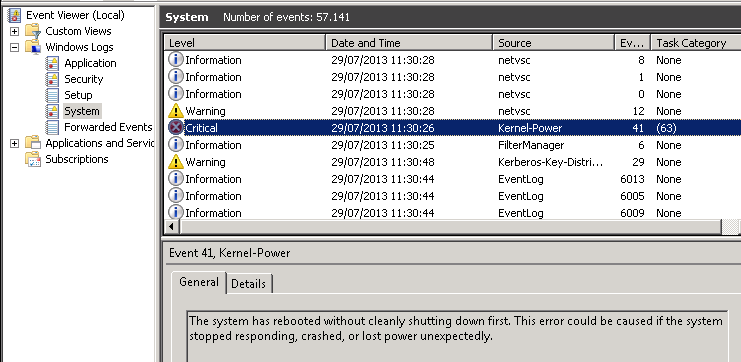 Event Viewer (Local)
Custom Views
Windows Logs
Application
Security
Setup
System
Forwarded Events
Applications and Servic
Subscriptions
System Number of events: 57.141
Level Date and Time Source Ev... Task Category
Information 29/07/2013 11:30:28 netvsc 8 None
Information 29/07/2013 11:30:28 netvsc 1 None
Information 29/07/2013 11:30:28 netvsc 0 None
Warning 29/07/2013 11:30:28 netvsc 12 None
Critical 29/07/2013 11:30:26 Kernel-Power 41 (63)
Information 29/07/2013 11:30:25 FilterManager 6 None
Warning 29/07/2013 11:30:48 Kerberos-Key-Distri... 29 None
Information 29/07/2013 11:30:44 EventLog 6013 None
Information 29/07/2013 11:30:44 EventLog 6005 None
Information 29/07/2013 11:30:44 EventLog 6009 None
Event 41, Kernel-Power
General Details
The system has rebooted without cleanly shutting down first. This error could be caused if the system
stopped responding, crashed, or lost power unexpectedly.